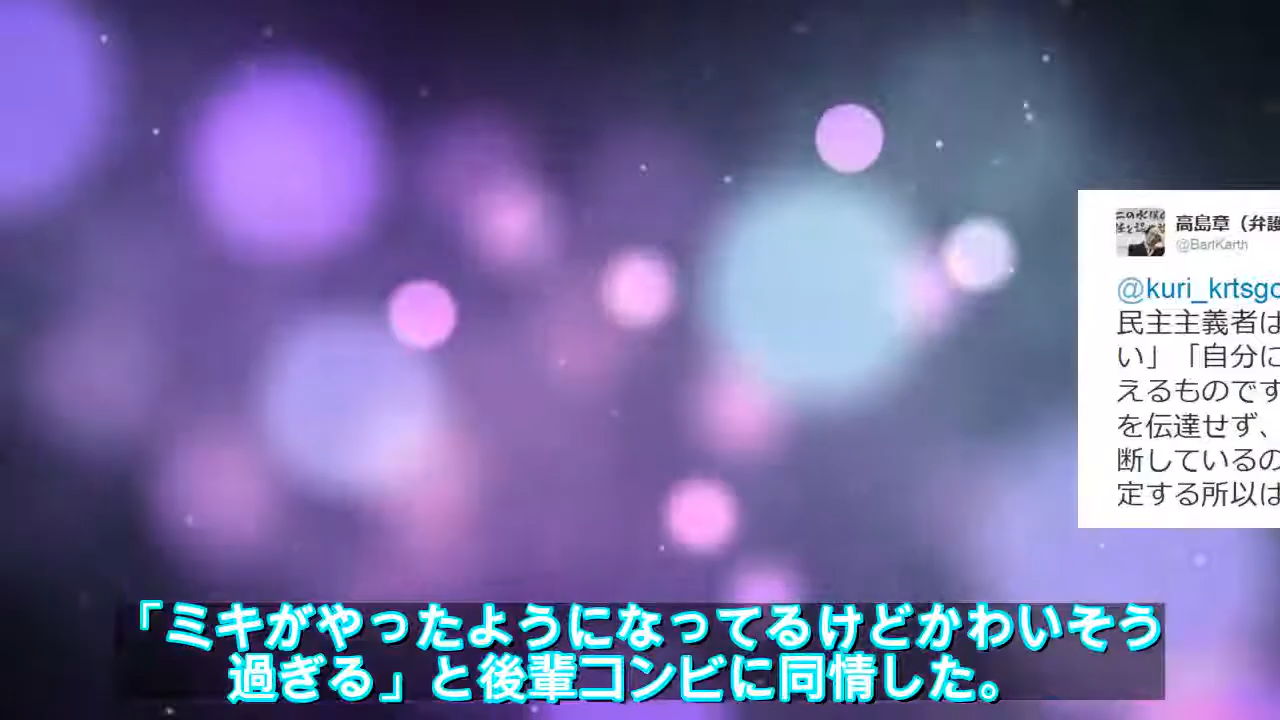 高島章（弁護
@BarlKarth
@kuri_krtsgo
民主主義者は
い」「自分に
えるものです
を伝達せず、
断しているの
定する所以は
「ミキがやったようになってるけどかわいそう
過ぎる」と後輩コンビに同情した。